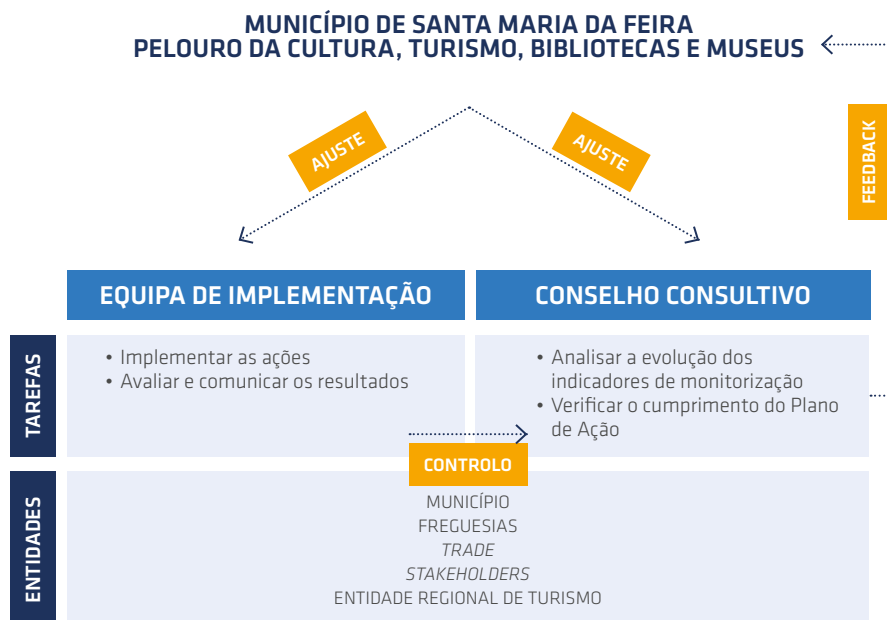 MUNICÍPIO DE SANTA MARIA DA FEIRA
PELOURO DA CULTURA, TURISMO, BIBLIOTECAS E MUSEUS
AJUSTE
AJUSTE
FEEDBACK
EQUIPA DE IMPLEMENTAÇÃO
CONSELHO CONSULTIVO
TAREFAS
• Implementar as ações
• Avaliar e comunicar os resultados
• Analisar a evolução dos
indicadores de monitorização
• Verificar o cumprimento do Plano
de Ação
CONTROLO
ENTIDADES
MUNICÍPIO
FREGUESIAS
TRADE
STAKEHOLDERS
ENTIDADE REGIONAL DE TURISMO